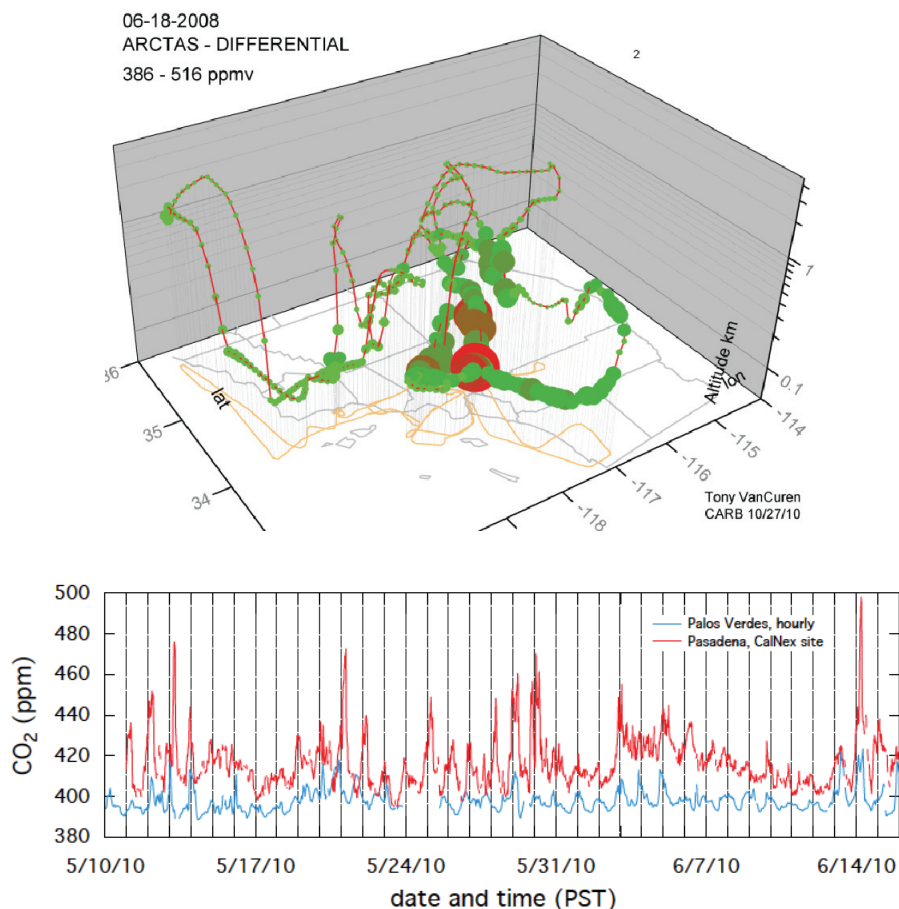 06-18-2008
ARCTAS - DIFFERENTIAL
386 - 516 ppmv
2
1
0.1
Altitude km
lon
-114
-115
-116
-117
-118
36
35
34
lat
Tony VanCuren
CARB 10/27/10
500
480
460
440
420
400
380
CO2 (ppm)
Palos Verdes, hourly
Pasadena, CalNex site
5/10/10 5/17/10 5/24/10 5/31/10 6/7/10 6/14/10
date and time (PST)